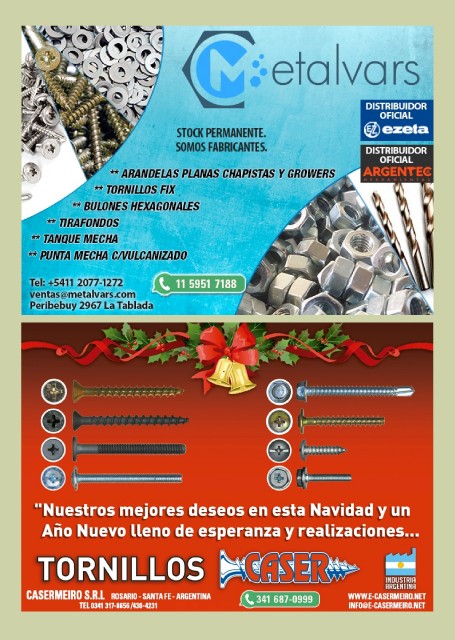 Metalvars
DISTRIBUIDOR
OFICIAL
EZ ezeta
DISTRIBUIDOR
OFICIAL
ARGENTEC
STOCK PERMANENTE.
SOMOS FABRICANTES.
** ARANDELAS PLANAS CHAPISTAS Y GROWERS
** TORNILLOS FIX
** BULONES HEXAGONALES
** TIRAFONDOS
** TANQUE MECHA
** PUNTA MECHA C/VULCANIZADO
Tel: +5411 2077-1272
ventas@metalvars.com
Peribebuy 2967 La Tablada
11 5951 7188
"Nuestros mejores deseos en esta Navidad y un
Año Nuevo lleno de esperanza y realizaciones...
TORNILLOS CASER
INDUSTRIA
ARGENTINA
CASERMEIRO S.R.L ROSARIO - SANTA FE - ARGENTINA
TEL 0341 317-8656 /436-4231
341 687-0999
WWW.E-CASERMEIRO.NET
INFO@E-CASERMEIRO.NET